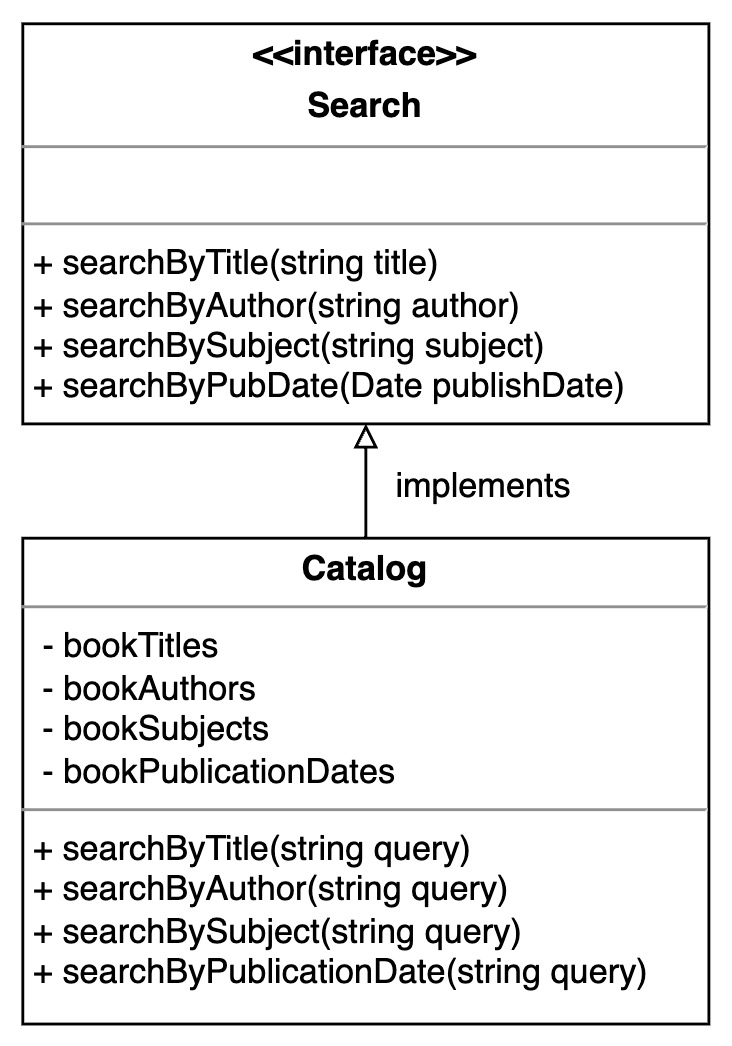 <<interface>>
Search
+ searchByTitle(string title)
+ searchByAuthor(string author)
+ searchBySubject(string subject)
+ searchByPubDate(Date publishDate)
implements
Catalog
- bookTitles
- bookAuthors
- bookSubjects
- bookPublicationDates
+ searchByTitle(string query)
+ searchByAuthor(string query)
+ searchBySubject(string query)
+ searchByPublicationDate(string query)